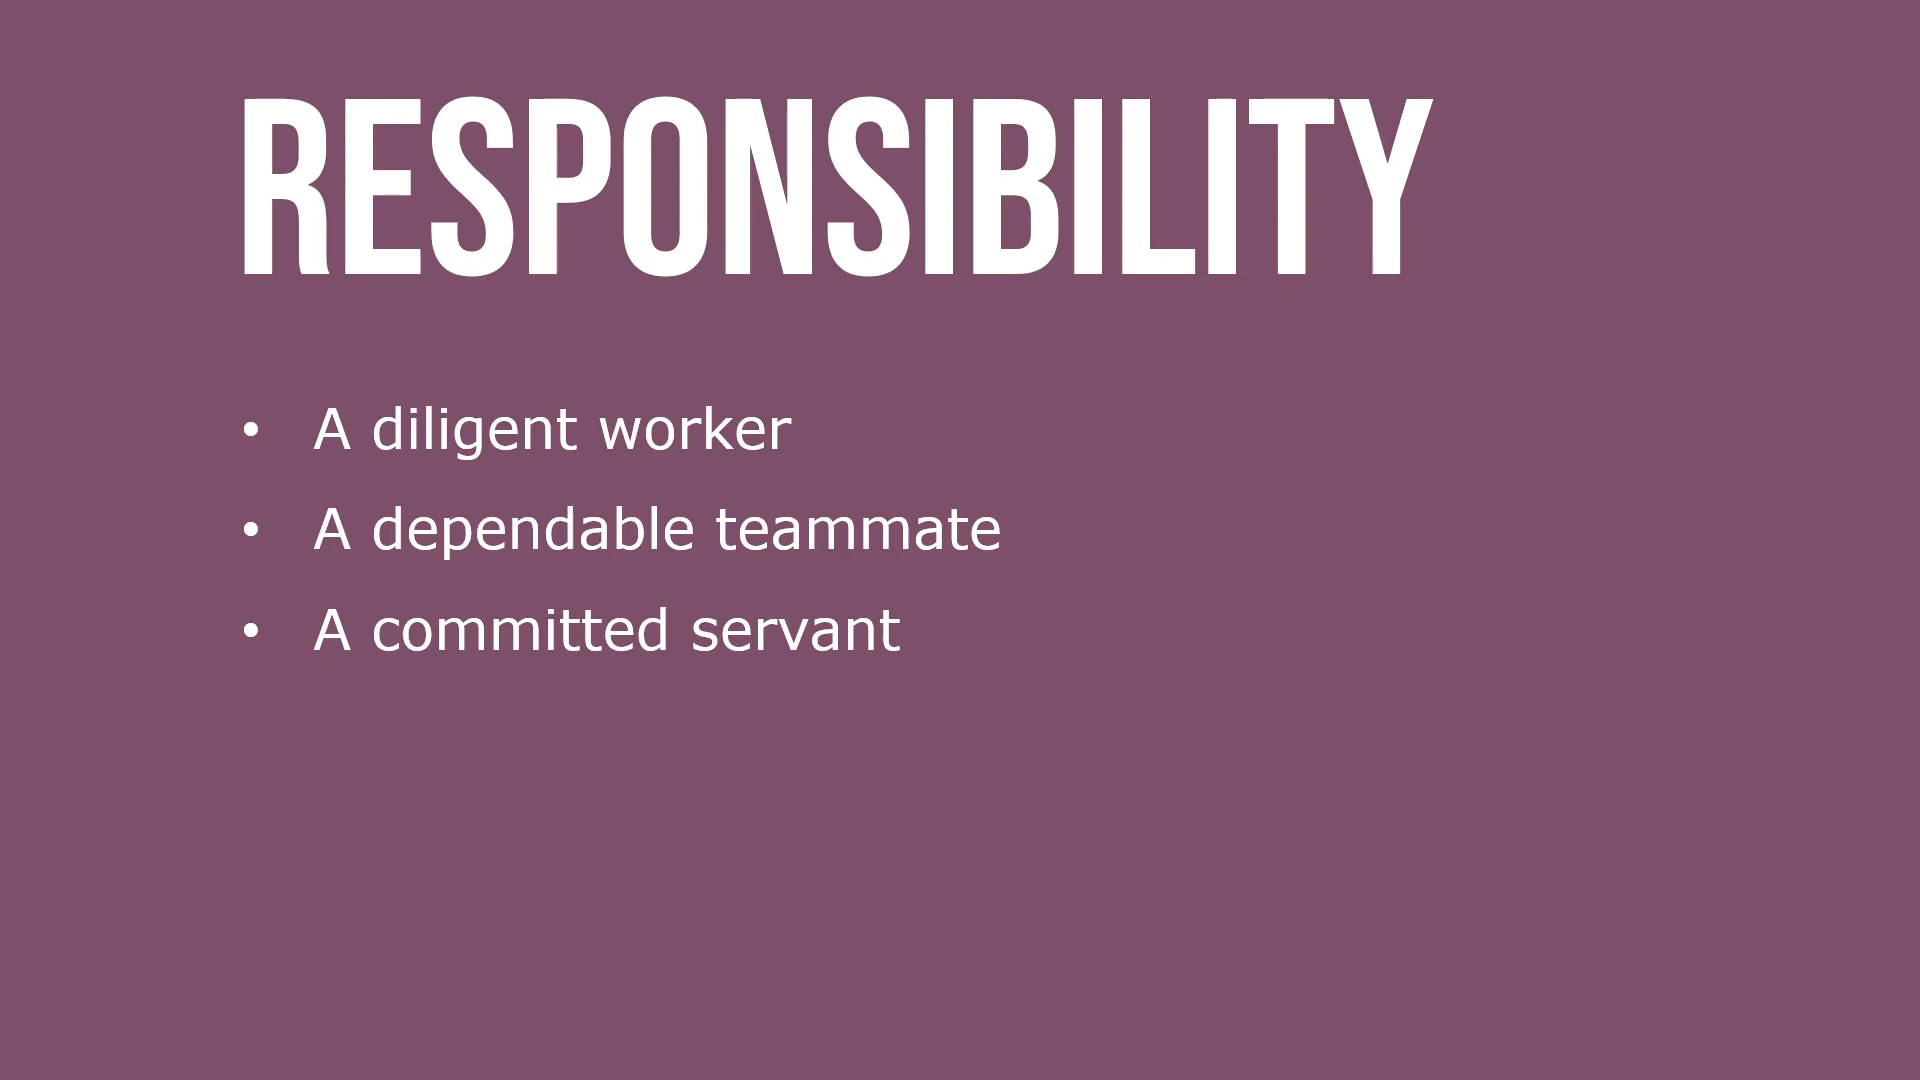 RESPONSIBILITY
• A diligent worker
• A dependable teammate
• A committed servant